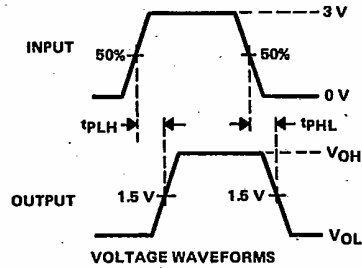 3 V
INPUT
50%
50%
0 V
tPLH
tPHL
VOH
OUTPUT
1.5 V
1.5 V
VOL
VOLTAGE WAVEFORMS